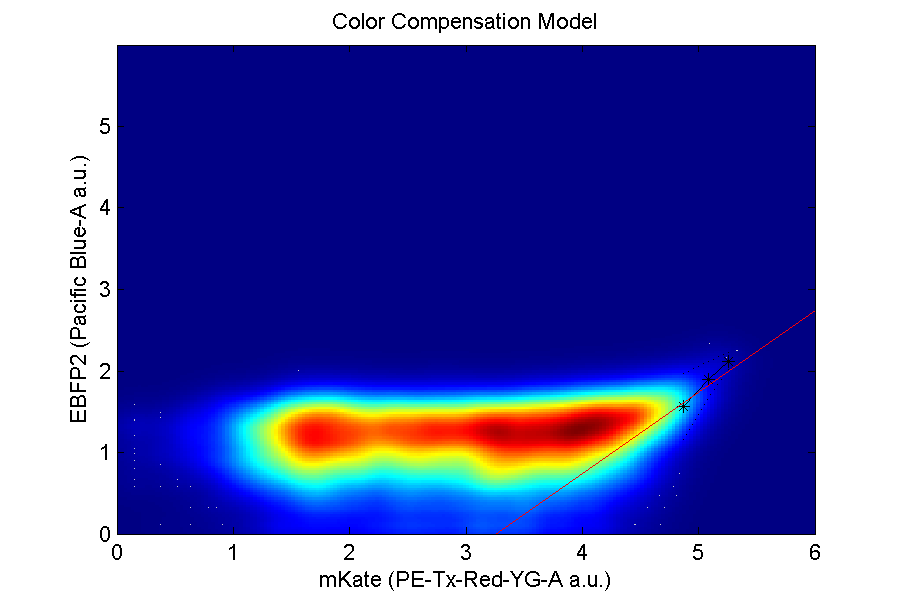 Color Compensation Model
EBFP2 (Pacific Blue-A a.u.)
5
4
3
2
1
0
0 1 2 3 4 5 6
mKate (PE-Tx-Red-YG-A a.u.)